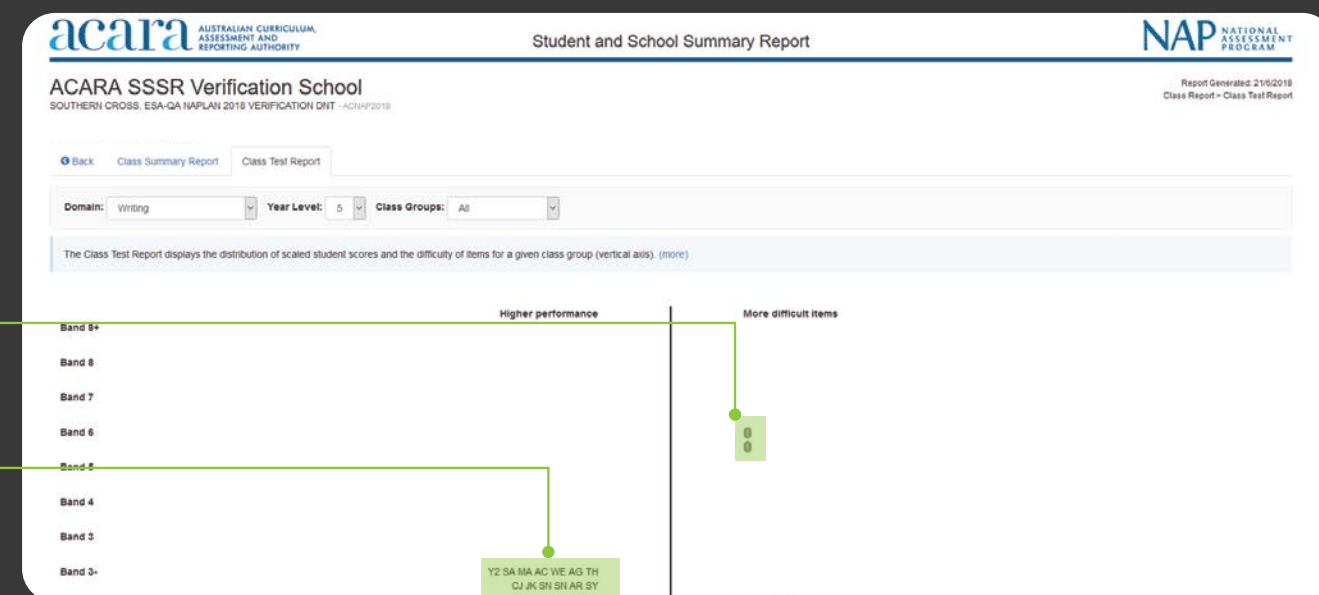 acara AUSTRALIAN CURRICULUM,
ASSESSMENT AND
REPORTING AUTHORITY
Student and School Summary Report
NAP NATIONAL
ASSESSMENT
PROGRAM
ACARA SSSR Verification School
SOUTHERN CROSS, ESA-QA NAPLAN 2018 VERIFICATION DNT - ACNAP2018
Report Generated: 21/6/2018
Class Report > Class Test Report
Back Class Summary Report Class Test Report
Domain: Writing Year Level: 5 Class Groups: All
The Class Test Report displays the distribution of scaled student scores and the difficulty of items for a given class group (vertical axis). (more)
Higher performance More difficult items
Band 8+
Band 8
Band 7
Band 6 0
0
Band 5
Band 4
Band 3
Band 3- Y2 SA MA AC WE AG TH
CJ JK SN SN AR SY